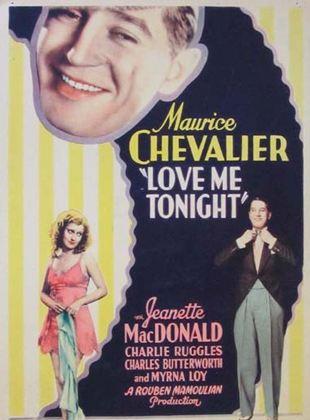 Maurice
CHEVALIER
"LOVE ME
TONIGHT"
with Jeanette
MacDONALD
CHARLIE RUGGLES
CHARLES BUTTERWORTH
and MYRNA LOY
A ROUBEN MAMOULIAN
Production